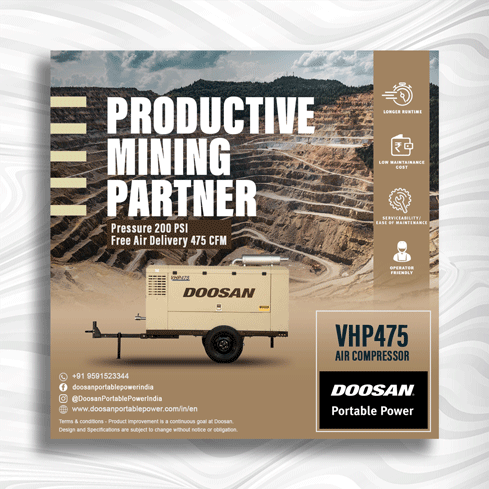 PRODUCTIVE
MINING
PARTNER
Pressure 200 PSI
Free Air Delivery 475 CFM
LONGER RUNTIME
LOW MAINTAINANCE
COST
SERVICEABILITY/
EASE OF MAINTENANCE
OPERATOR
FRIENDLY
VHP475
DOOSAN
VHP475
AIR COMPRESSOR
DOOSAN
Portable Power
+91 9591523344
doosanportablepowerindia
@DoosanPortablePowerIndia
www.doosanportablepower.com/in/en
Terms & conditions - Product improvement is a continuous goal at Doosan.
Design and Specifications are subject to change without notice or obligation.